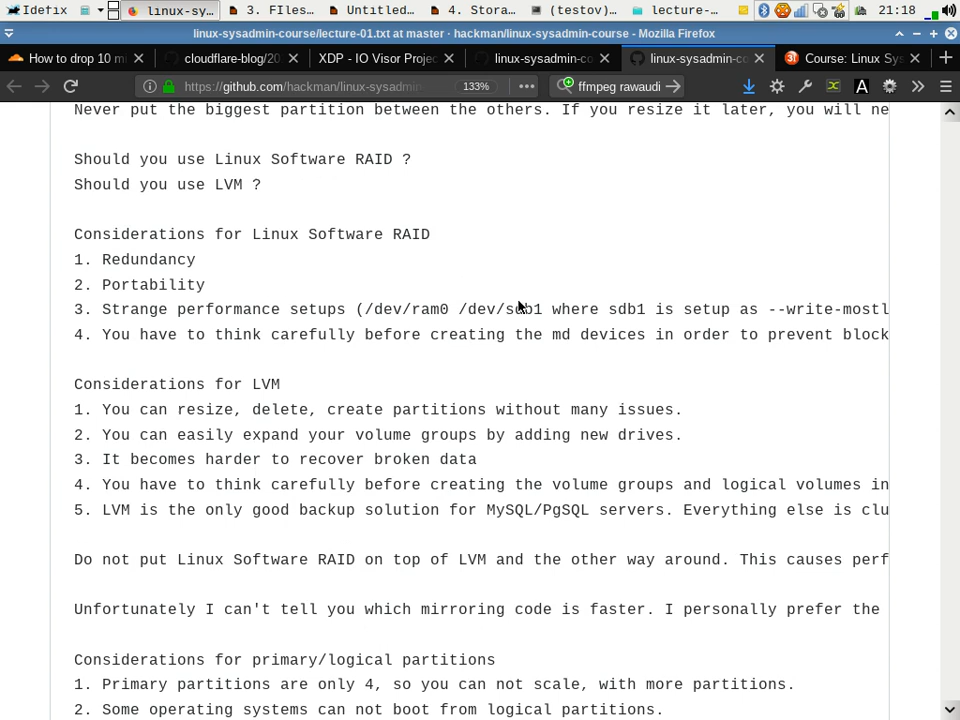 Idefix
linux-sy...
3. FIles...
Untitled...
4. Stora...
(testov)...
lecture-...
21:18
linux-sysadmin-course/lecture-01.txt at master · hackman/linux-sysadmin-course - Mozilla Firefox
How to drop 10 m
cloudflare-blog/20
XDP - IO Visor Proje
linux-sysadmin-co
linux-sysadmin-co
Course: Linux Sys
https://github.com/hackman/linux-sysadmin
133%
ffmpeg rawaudi
Never put the biggest partition between the others. If you resize it later, you will ne
Should you use Linux Software RAID ?
Should you use LVM ?
Considerations for Linux Software RAID
1. Redundancy
2. Portability
3. Strange performance setups (/dev/ram0 /dev/sdb1 where sdb1 is setup as --write-mostl
4. You have to think carefully before creating the md devices in order to prevent block
Considerations for LVM
1. You can resize, delete, create partitions without many issues.
2. You can easily expand your volume groups by adding new drives.
3. It becomes harder to recover broken data
4. You have to think carefully before creating the volume groups and logical volumes in
5. LVM is the only good backup solution for MySQL/PgSQL servers. Everything else is clu
Do not put Linux Software RAID on top of LVM and the other way around. This causes perf
Unfortunately I can't tell you which mirroring code is faster. I personally prefer the
Considerations for primary/logical partitions
1. Primary partitions are only 4, so you can not scale, with more partitions.
2. Some operating systems can not boot from logical partitions.